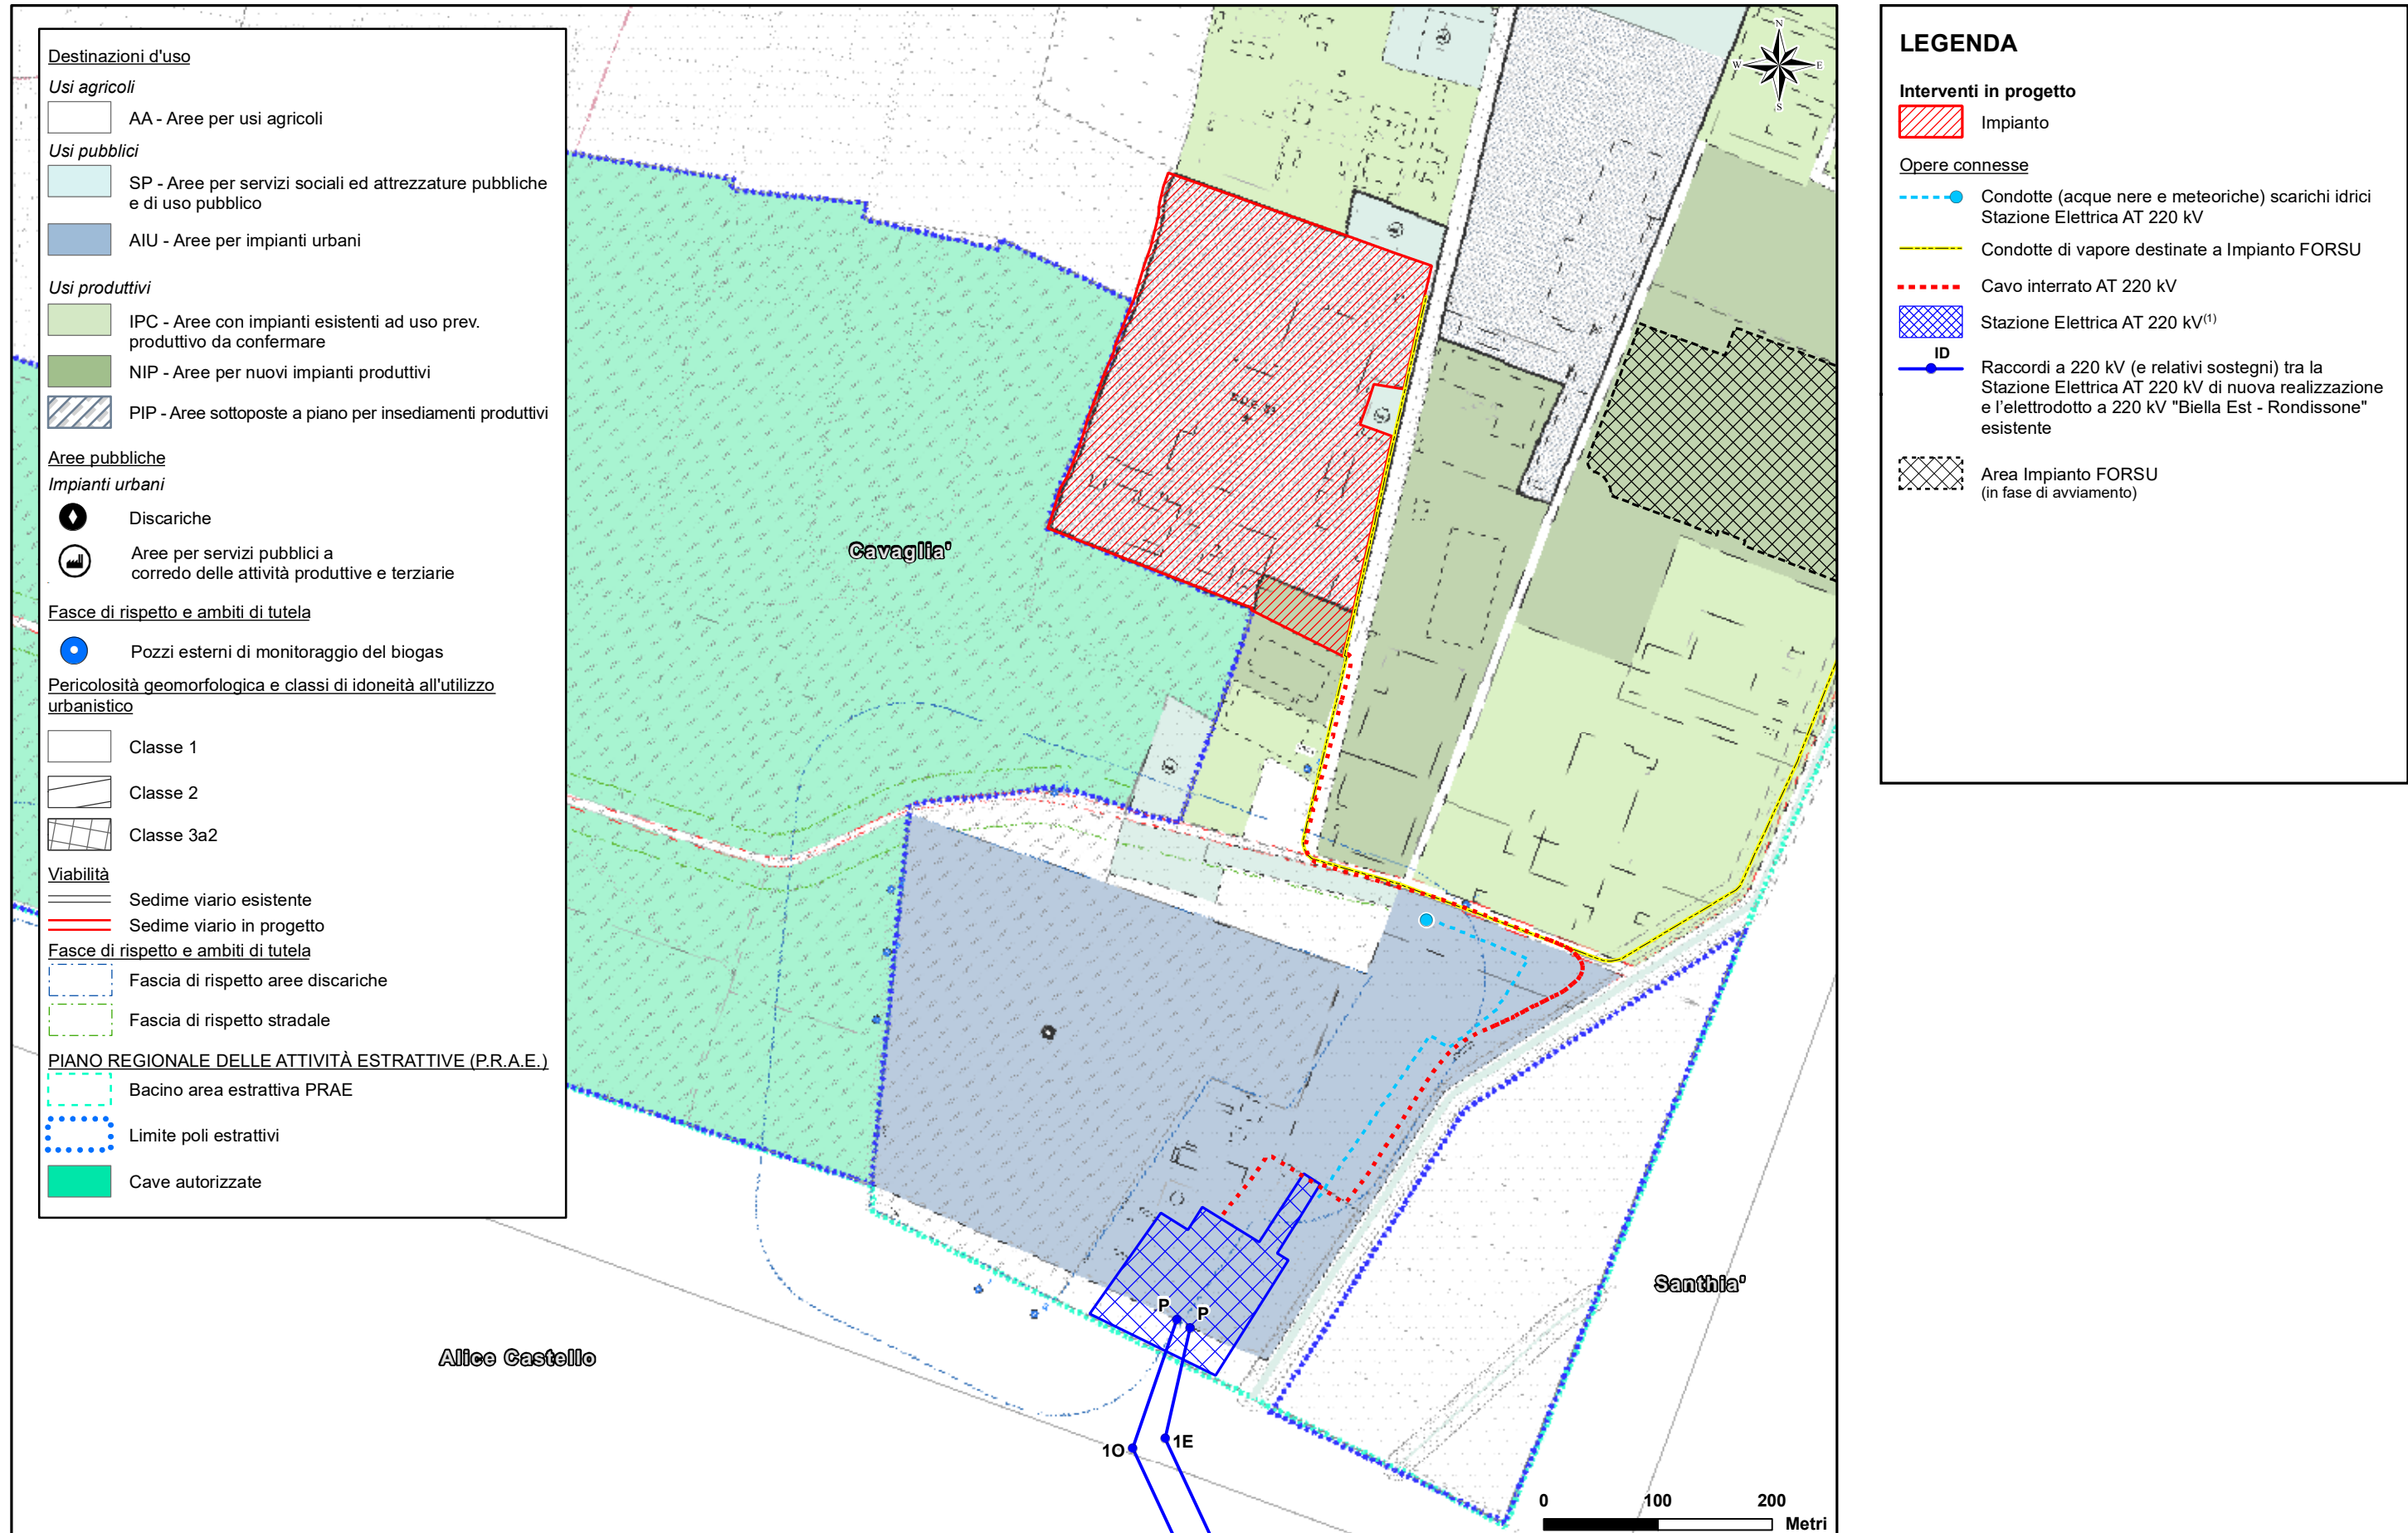 Destinazioni d'uso
Usi agricoli
AA - Aree per usi agricoli
Usi pubblici
SP - Aree per servizi sociali ed attrezzature pubbliche
e di uso pubblico
AIU - Aree per impianti urbani
Usi produttivi
IPC - Aree con impianti esistenti ad uso prev.
produttivo da confermare
NIP - Aree per nuovi impianti produttivi
PIP - Aree sottoposte a piano per insediamenti produttivi
Aree pubbliche
Impianti urbani
Discariche
Aree per servizi pubblici a
corredo delle attività produttive e terziarie
Fasce di rispetto e ambiti di tutela
Pozzi esterni di monitoraggio del biogas
Pericolosità geomorfologica e classi di idoneità all'utilizzo
urbanistico
Classe 1
Classe 2
Classe 3a2
Viabilità
Sedime viario esistente
Sedime viario in progetto
Fasce di rispetto e ambiti di tutela
Fascia di rispetto aree discariche
Fascia di rispetto stradale
PIANO REGIONALE DELLE ATTIVITÀ ESTRATTIVE (P.R.A.E.)
Bacino area estrattiva PRAE
Limite poli estrattivi
Cave autorizzate
N
W E
S
Cavaglia'
Santhia'
Alice Castello
P
P
1O
1E
0 100 200
Metri
LEGENDA
Interventi in progetto
Impianto
Opere connesse
Condotte (acque nere e meteoriche) scarichi idrici
Stazione Elettrica AT 220 kV
Condotte di vapore destinate a Impianto FORSU
Cavo interrato AT 220 kV
Stazione Elettrica AT 220 kV(1)
ID
Raccordi a 220 kV (e relativi sostegni) tra la
Stazione Elettrica AT 220 kV di nuova realizzazione
e l'elettrodotto a 220 kV "Biella Est - Rondissone"
esistente
Area Impianto FORSU
(in fase di avviamento)